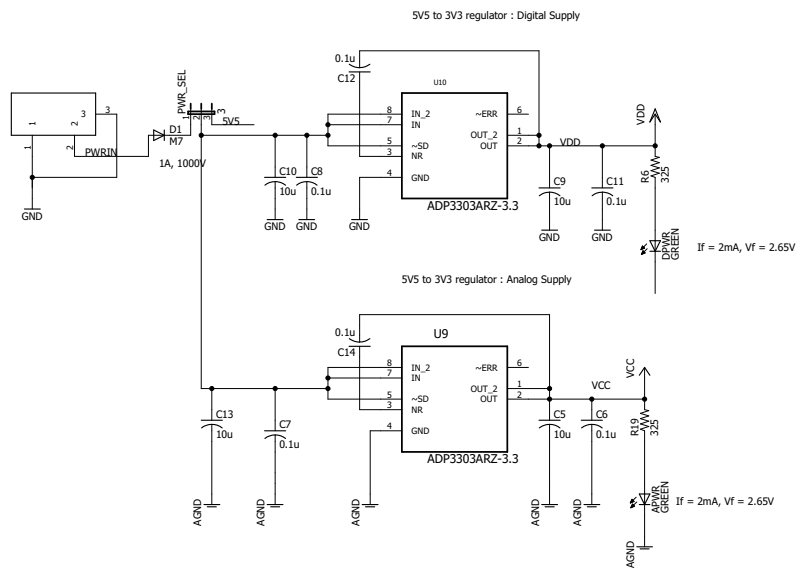 5V5 to 3V3 regulator : Digital Supply
0.1u
C12
U10
PWR_SEL
1 2 3 3
5V5
3 3
1 2
1 2
PWRIN
D1
M7
1A, 1000V
GND
8 IN_2
7 IN
5 ~SD
3 NR
4 GND
~ERR 6
OUT_2 1
OUT 2
ADP3303ARZ-3.3
VDD
VDD
C10
10u
C8
0.1u
C9
10u
C11
0.1u
R6
325
GND GND GND GND GND
DPWR
GREEN
If = 2mA, Vf = 2.65V
5V5 to 3V3 regulator : Analog Supply
0.1u
C14
U9
8 IN_2
7 IN
5 ~SD
3 NR
4 GND
~ERR 6
OUT_2 1
OUT 2
ADP3303ARZ-3.3
VCC
VCC
C13
10u
C7
0.1u
C5
10u
C6
0.1u
R19
325
AGND AGND AGND AGND AGND
APWR
GREEN
If = 2mA, Vf = 2.65V
AGND